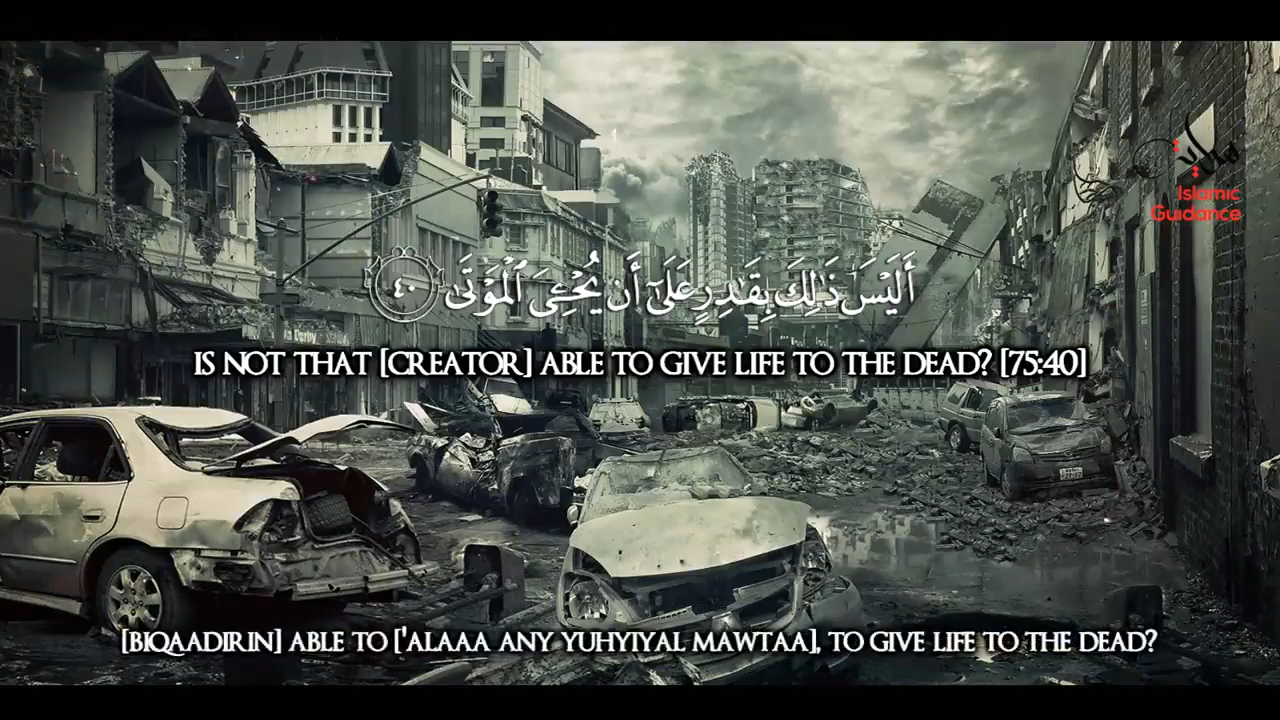 Islamic
Guidance
أَلَيْسَ ذَٰلِكَ بِقَـٰدِرٍ عَلَىٰٓ أَن يُحْـِۧىَ ٱلْمَوْتَىٰ ٤٠
IS NOT THAT [CREATOR] ABLE TO GIVE LIFE TO THE DEAD? [75:40]
[BIQAADIRIN] ABLE TO ['ALAAA ANY YUHYIYAL MAWTAA], TO GIVE LIFE TO THE DEAD?